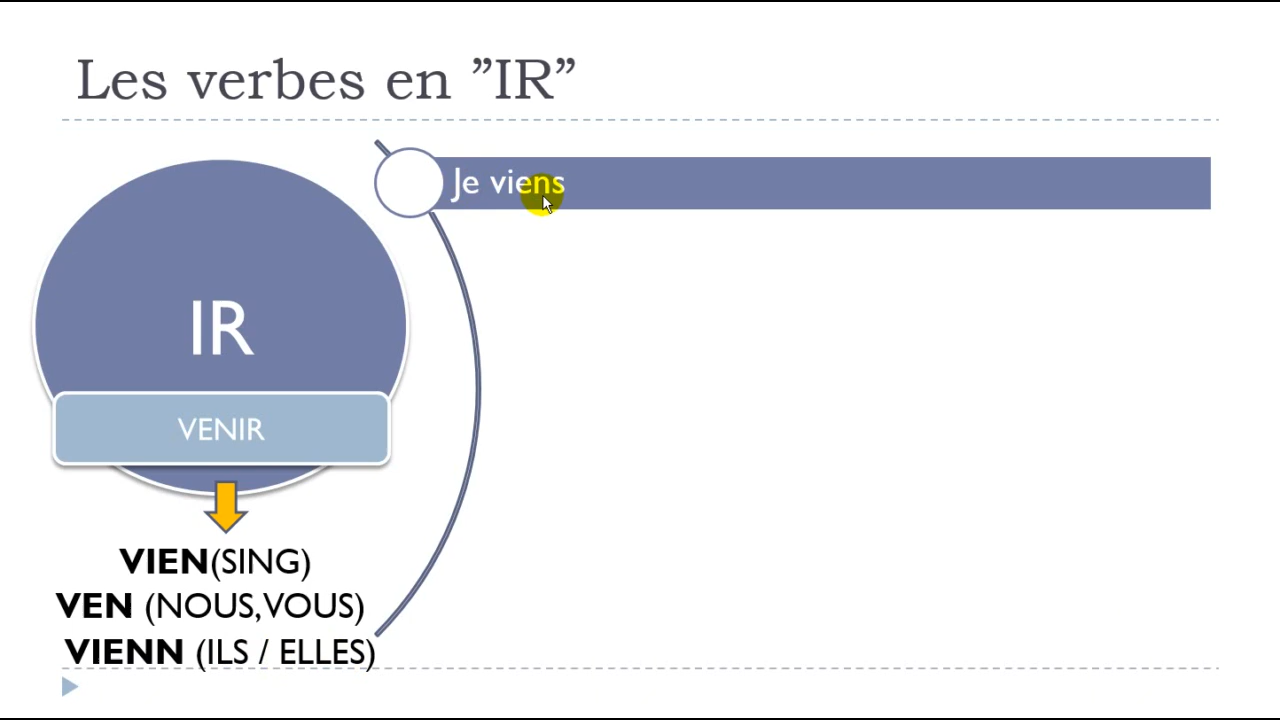 Les verbes en ”IR”
Je viens
IR
VENIR
VIEN(SING)
VEN (NOUS,VOUS)
VIENN (ILS / ELLES)